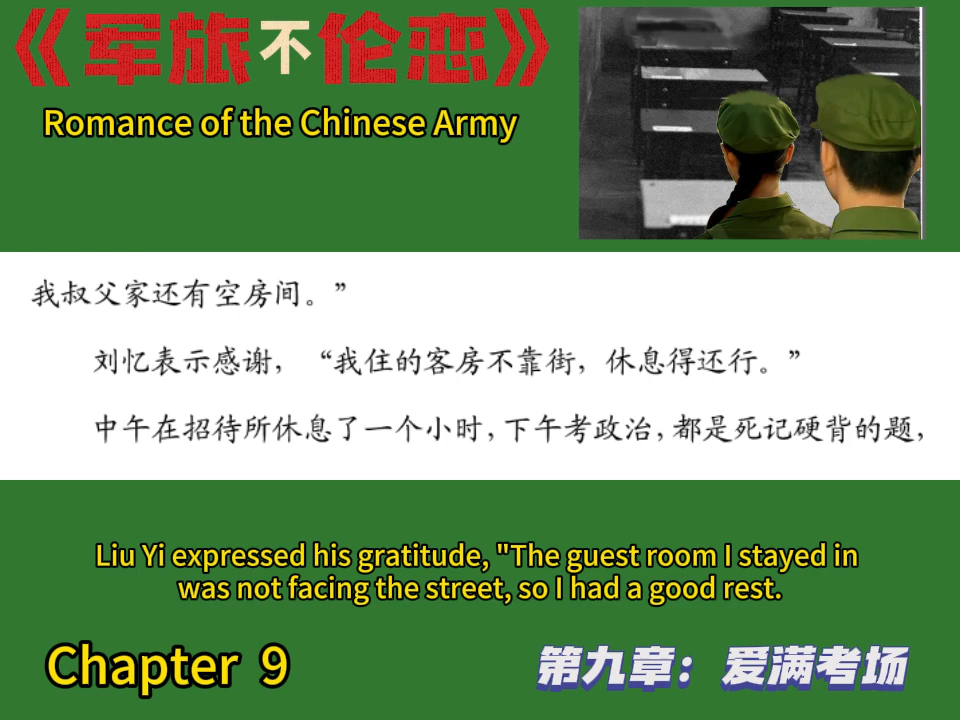 《军旅不伦恋》
Romance of the Chinese Army
我叔父家还有空房间。”
刘忆表示感谢，“我住的客房不靠街，休息得还行。”
中午在招待所休息了一个小时，下午考政治，都是死记硬背的题，
Liu Yi expressed his gratitude, "The guest room I stayed in
was not facing the street, so I had a good rest.
Chapter 9
第九章：爱满考场